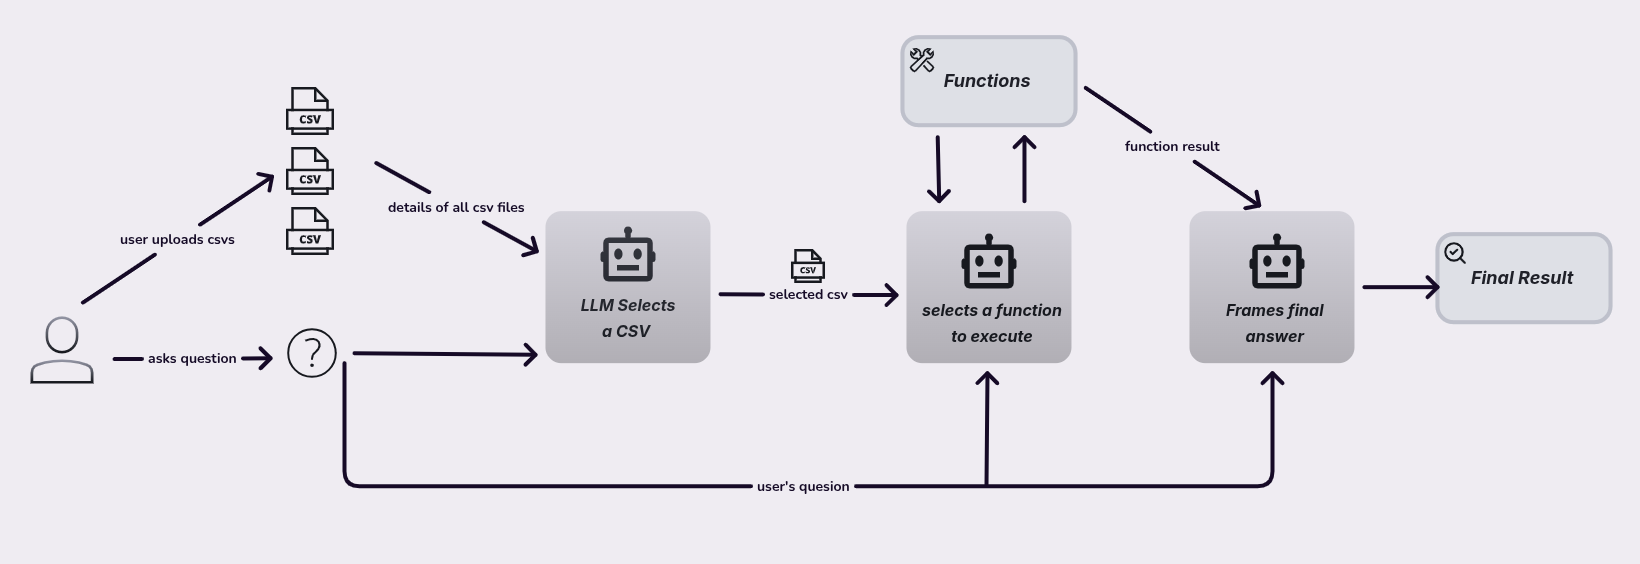 Functions
CSV
function result
CSV
details of all csv files
CSV
user uploads csvs
LLM Selects
a CSV
CSV
selected csv
selects a function
to execute
Frames final
answer
Final Result
asks question
?
user's quesion